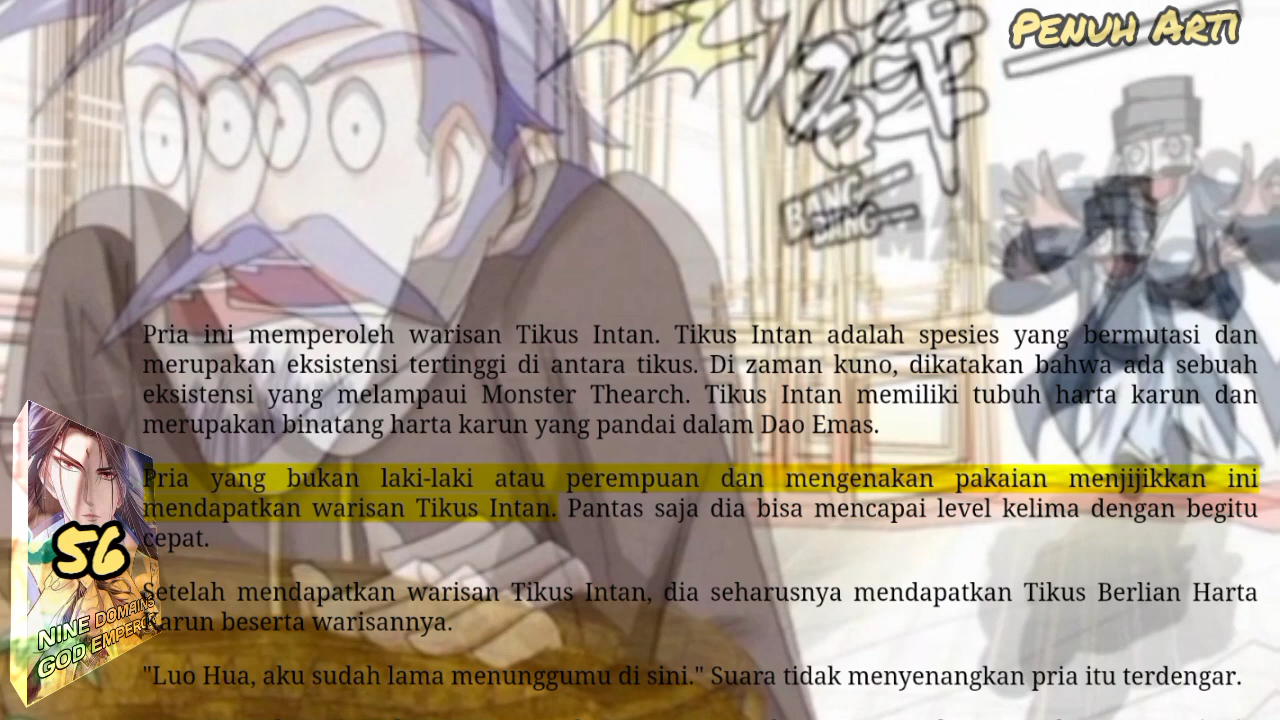 PENUH ARTI
BANG
BANG
Pria ini memperoleh warisan Tikus Intan. Tikus Intan adalah spesies yang bermutasi dan
merupakan eksistensi tertinggi di antara tikus. Di zaman kuno, dikatakan bahwa ada sebuah
eksistensi yang melampaui Monster Thearch. Tikus Intan memiliki tubuh harta karun dan
merupakan binatang harta karun yang pandai dalam Dao Emas.
Pria yang bukan laki-laki atau perempuan dan mengenakan pakaian menjijikkan ini
mendapatkan warisan Tikus Intan. Pantas saja dia bisa mencapai level kelima dengan begitu
cepat.
Setelah mendapatkan warisan Tikus Intan, dia seharusnya mendapatkan Tikus Berlian Harta
Karun beserta warisannya.
"Luo Hua, aku sudah lama menunggumu di sini." Suara tidak menyenangkan pria itu terdengar.
56
NINE DOMAINS
GOD EMPEROR